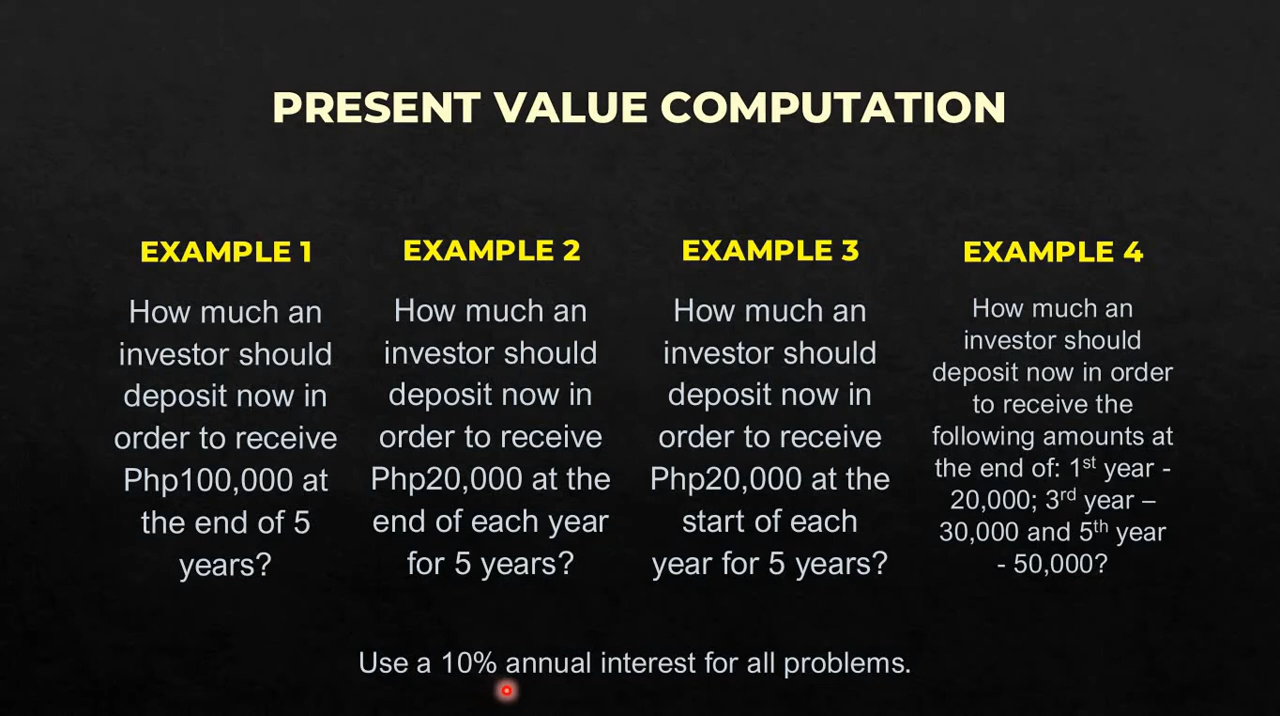 PRESENT VALUE COMPUTATION
EXAMPLE 1
How much an
investor should
deposit now in
order to receive
Php100,000 at
the end of 5
years?
EXAMPLE 2
How much an
investor should
deposit now in
order to receive
Php20,000 at the
end of each year
for 5 years?
EXAMPLE 3
How much an
investor should
deposit now in
order to receive
Php20,000 at the
start of each
year for 5 years?
EXAMPLE 4
How much an
investor should
deposit now in order
to receive the
following amounts at
the end of: 1st year -
20,000; 3rd year –
30,000 and 5th year
- 50,000?
Use a 10% annual interest for all problems.